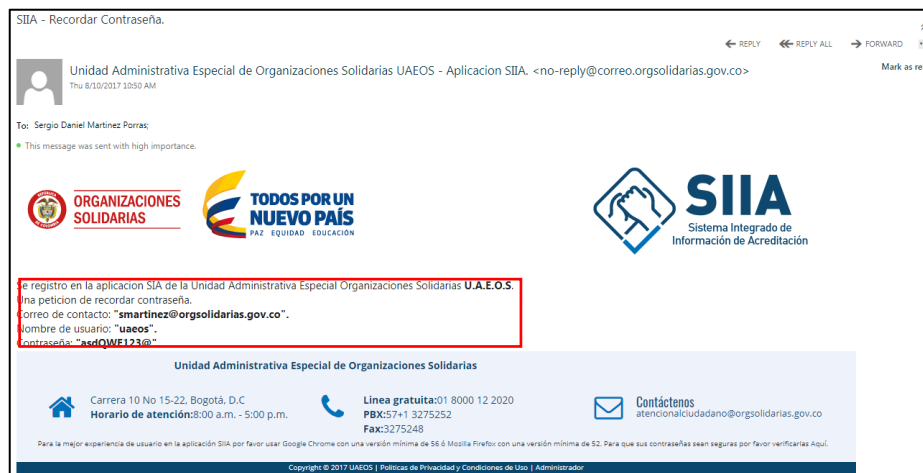 SIIA - Recordar Contraseña.
REPLY REPLY ALL FORWARD
Unidad Administrativa Especial de Organizaciones Solidarias UAEOS - Aplicacion SIIA. <no-reply@correo.orgsolidarias.gov.co>
Mark as re
Thu 8/10/2017 10:50 AM
To: Sergio Daniel Martinez Porras;
This message was sent with high importance.
ORGANIZACIONES
SOLIDARIAS
TODOS POR UN
NUEVO PAÍS
PAZ EQUIDAD EDUCACIÓN
SIIA
Sistema Integrado de
Información de Acreditación
Se registro en la aplicacion SIA de la Unidad Administrativa Especial Organizaciones Solidarias U.A.E.O.S.
Una peticion de recordar contraseña.
Correo de contacto: "smartinez@orgsolidarias.gov.co".
Nombre de usuario: "uaeos".
Contraseña: "asdQWE123@"
Unidad Administrativa Especial de Organizaciones Solidarias
Carrera 10 No 15-22, Bogotá, D.C
Horario de atención:8:00 a.m. - 5:00 p.m.
Linea gratuita:01 8000 12 2020
PBX:57+1 3275252
Fax:3275248
Contáctenos
atencionalciudadano@orgsolidarias.gov.co
Para la mejor experiencia de usuario en la aplicación SIIA por favor usar Google Chrome con una versión mínima de 56 ó Mozilla Firefox con una versión mínima de 52. Para que sus contraseñas sean seguras por favor verificarlas Aquí.
Copyright © 2017 UAEOS | Políticas de Privacidad y Condiciones de Uso | Administrador